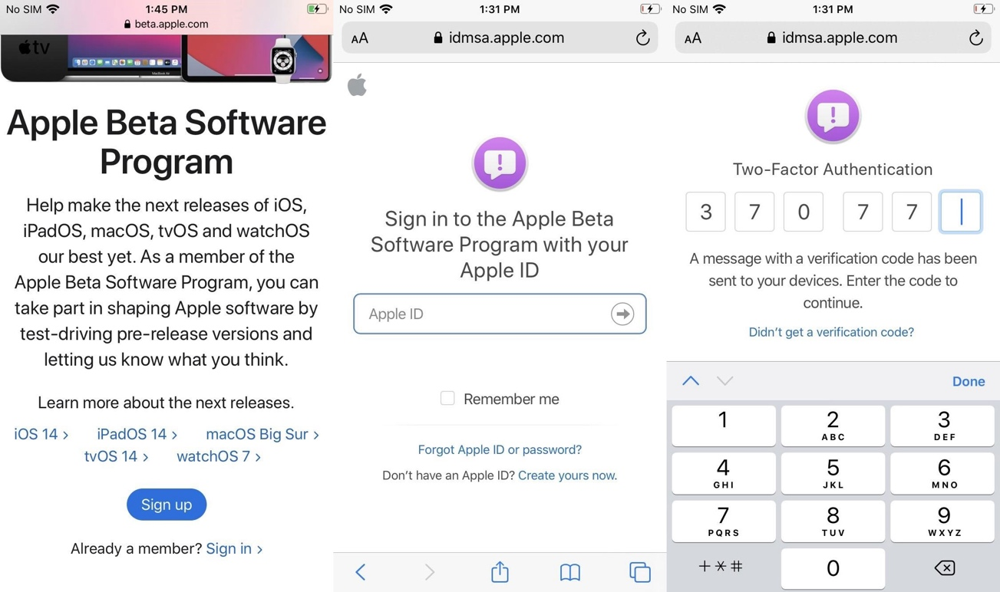 No SIM 1:45 PM
beta.apple.com
tv
MacBook Air
Apple Beta Software
Program
Help make the next releases of iOS,
iPadOS, macOS, tvOS and watchOS
our best yet. As a member of the
Apple Beta Software Program, you can
take part in shaping Apple software by
test-driving pre-release versions and
letting us know what you think.
Learn more about the next releases.
iOS 14 > iPadOS 14 > macOS Big Sur >
tvOS 14 > watchOS 7 >
Sign up
Already a member? Sign in >
No SIM 1:31 PM
AA idmsa.apple.com
!
Sign in to the Apple Beta
Software Program with your
Apple ID
Apple ID
Remember me
Forgot Apple ID or password?
Don't have an Apple ID? Create yours now.
No SIM 1:31 PM
AA idmsa.apple.com
!
Two-Factor Authentication
3 7 0 7 7
A message with a verification code has been
sent to your devices. Enter the code to
continue.
Didn't get a verification code?
Done
1 2 3
ABC DEF
4 5 6
GHI JKL MNO
7 8 9
PQRS TUV WXYZ
+*# 0